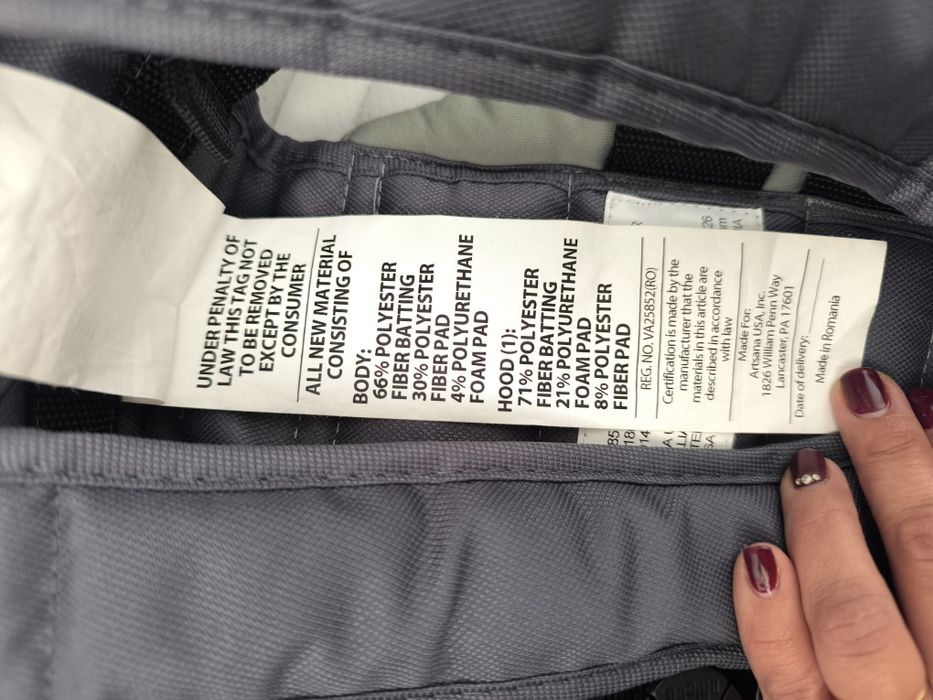 UNDER PENALTY OF
LAW THIS TAG NOT
TO BE REMOVED
EXCEPT BY THE
CONSUMER
ALL NEW MATERIAL
CONSISTING OF
BODY:
66% POLYESTER
FIBER BATTING
30% POLYESTER
FIBER PAD
4% POLYURETHANE
FOAM PAD
HOOD (1):
71% POLYESTER
FIBER BATTING
21% POLYURETHANE
FOAM PAD
8% POLYESTER
FIBER PAD
REG. NO. VA25852(RO)
Certification is made by the
manufacturer that the
materials in this article are
described in accordance
with law
Made For:
Artsana USA, Inc.
1826 William Penn Way
Lancaster, PA 17601
Date of delivery:
Made in Romania